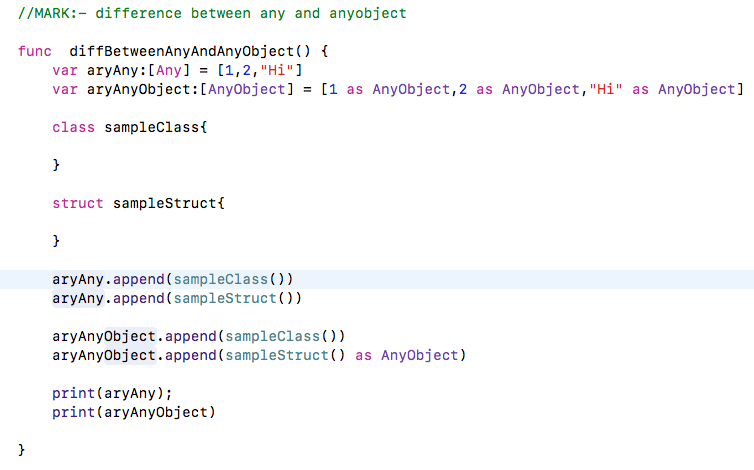 //MARK:- difference between any and anyobject
func  diffBetweenAnyAndAnyObject() {
var aryAny:[Any] = [1,2,"Hi"]
var aryAnyObject:[AnyObject] = [1 as AnyObject,2 as AnyObject,"Hi" as AnyObject]
class sampleClass{
}
struct sampleStruct{
}
aryAny.append(sampleClass())
aryAny.append(sampleStruct())
aryAnyObject.append(sampleClass())
aryAnyObject.append(sampleStruct() as AnyObject)
print(aryAny);
print(aryAnyObject)
}